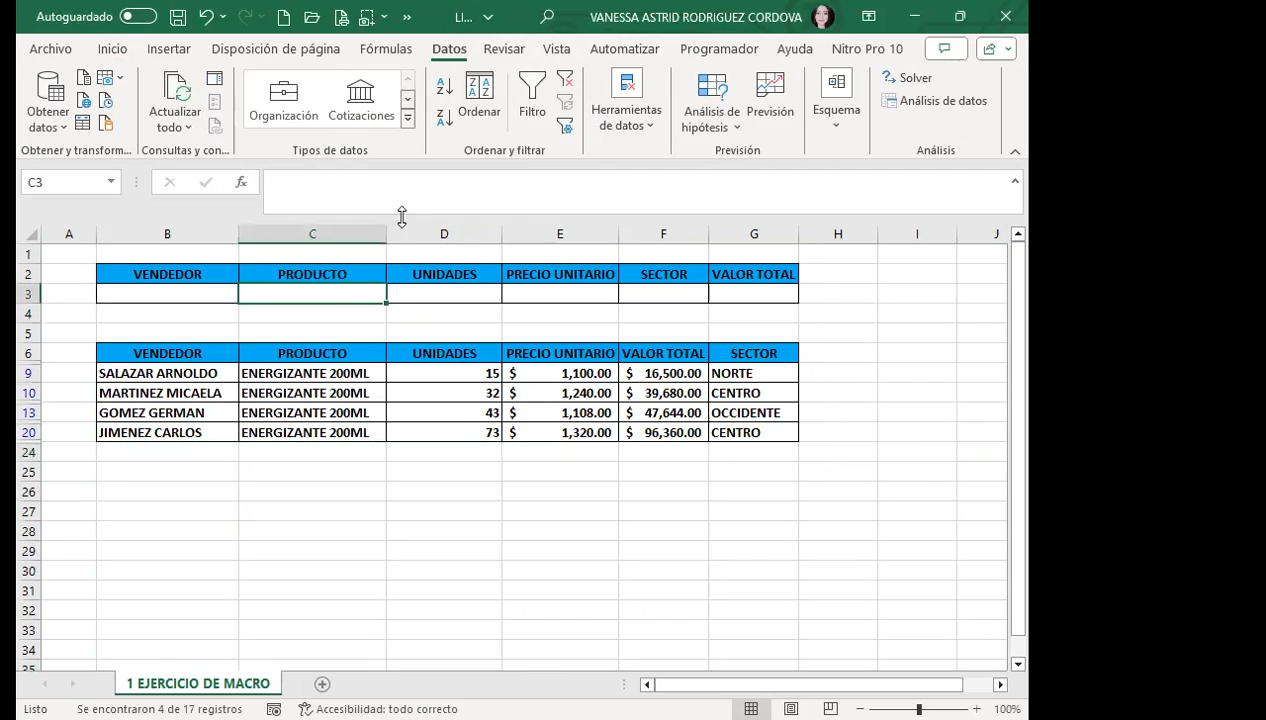 Autoguardado
LI...
VANESSA ASTRID RODRIGUEZ CORDOVA
Archivo Inicio Insertar Disposición de página Fórmulas Datos Revisar Vista Automatizar Programador Ayuda Nitro Pro 10
Obtener datos
Actualizar todo
Organización
Cotizaciones
Ordenar
Filtro
Herramientas de datos
Análisis de hipótesis
Previsión
Esquema
Solver
Análisis de datos
Obtener y transform... Consultas y con... Tipos de datos Ordenar y filtrar Previsión Análisis
C3 fx
A B C D E F G H I J
1
2 VENDEDOR PRODUCTO UNIDADES PRECIO UNITARIO SECTOR VALOR TOTAL
3
4
5
6 VENDEDOR PRODUCTO UNIDADES PRECIO UNITARIO VALOR TOTAL SECTOR
9 SALAZAR ARNOLDO ENERGIZANTE 200ML 15 $ 1,100.00 $ 16,500.00 NORTE
10 MARTINEZ MICAELA ENERGIZANTE 200ML 32 $ 1,240.00 $ 39,680.00 CENTRO
13 GOMEZ GERMAN ENERGIZANTE 200ML 43 $ 1,108.00 $ 47,644.00 OCCIDENTE
20 JIMENEZ CARLOS ENERGIZANTE 200ML 73 $ 1,320.00 $ 96,360.00 CENTRO
24
25
26
27
28
29
30
31
32
33
34
35
1 EJERCICIO DE MACRO
Listo Se encontraron 4 de 17 registros Accesibilidad: todo correcto 100%